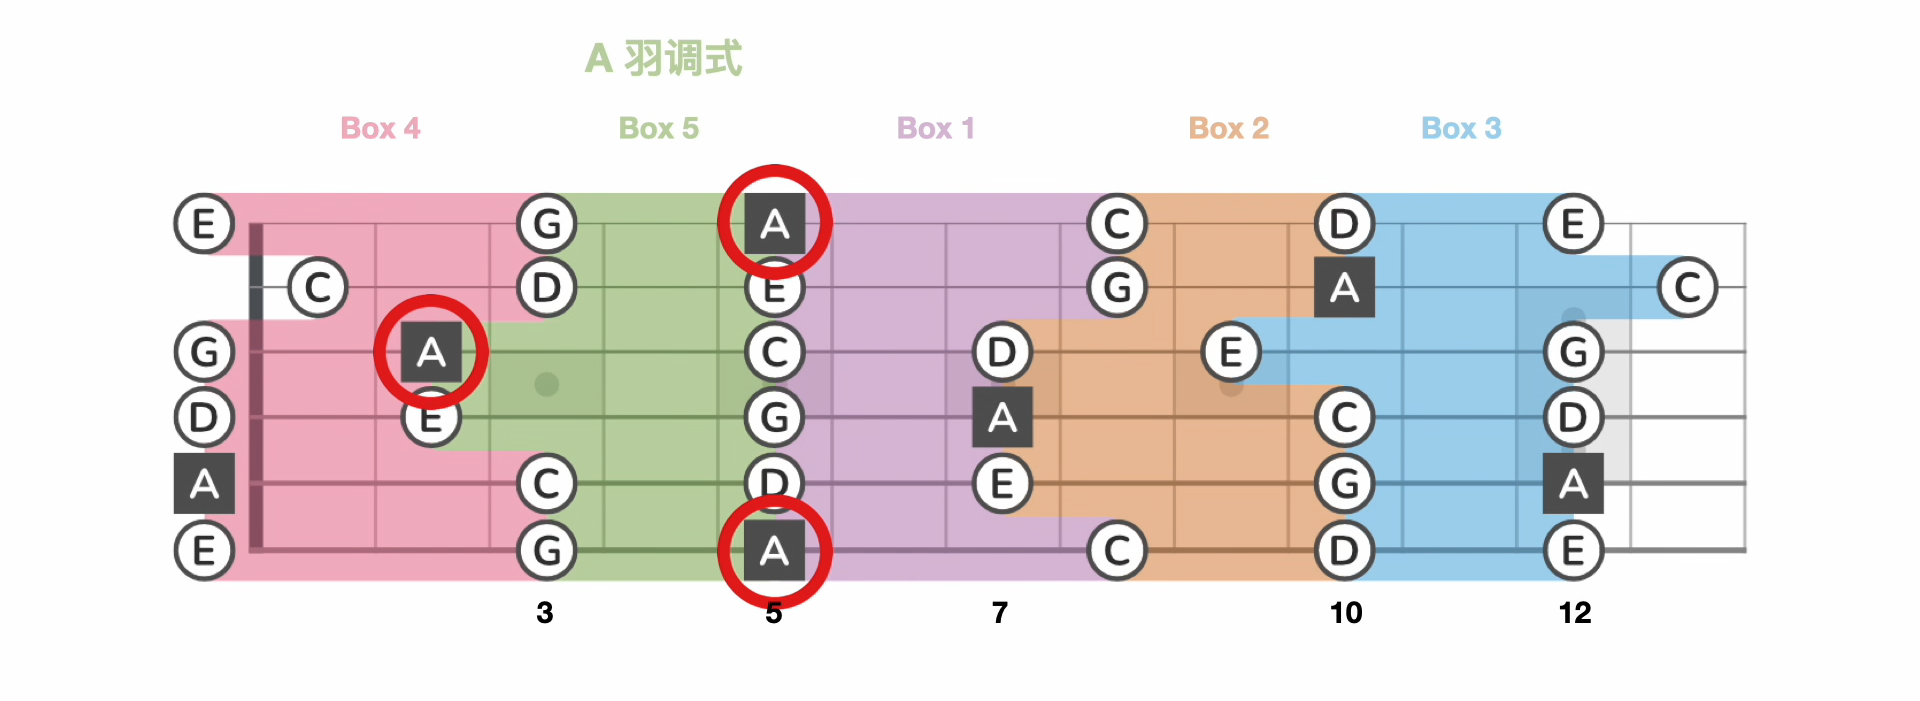 A 羽调式
Box 4 Box 5 Box 1 Box 2 Box 3
E G A C D E
C D E G A C
G A C D E G
D E G A C D
A C D E G A
E G A C D E
3 5 7 10 12